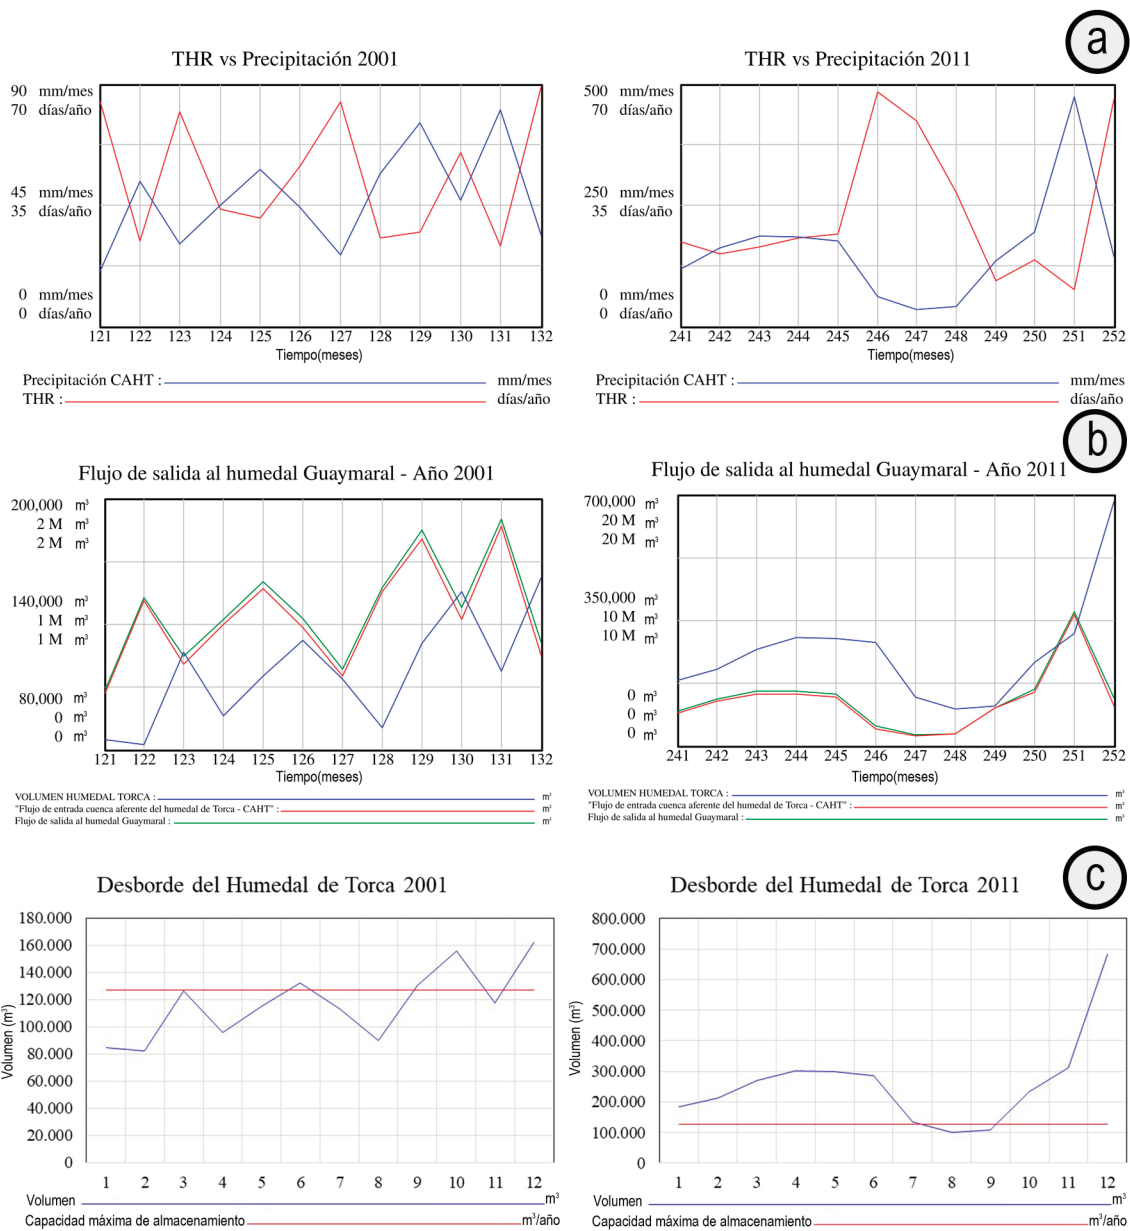 a
THR vs Precipitación 2001
90 mm/mes
70 días/año
45 mm/mes
35 días/año
0 mm/mes
0 días/año
121 122 123 124 125 126 127 128 129 130 131 132
Tiempo(meses)
Precipitación CAHT : mm/mes
THR : días/año
THR vs Precipitación 2011
500 mm/mes
70 días/año
250 mm/mes
35 días/año
0 mm/mes
0 días/año
241 242 243 244 245 246 247 248 249 250 251 252
Tiempo(meses)
Precipitación CAHT : mm/mes
THR : días/año
b
Flujo de salida al humedal Guaymaral - Año 2001
200,000 m³
2 M m³
2 M m³
140,000 m³
1 M m³
1 M m³
80,000 m³
0 m³
0 m³
121 122 123 124 125 126 127 128 129 130 131 132
Tiempo(meses)
VOLUMEN HUMEDAL TORCA : m³
"Flujo de entrada cuenca aferente del humedal de Torca - CAHT" : m³
Flujo de salida al humedal Guaymaral : m³
Flujo de salida al humedal Guaymaral - Año 2011
700,000 m³
20 M m³
20 M m³
350,000 m³
10 M m³
10 M m³
0 m³
0 m³
0 m³
241 242 243 244 245 246 247 248 249 250 251 252
Tiempo(meses)
VOLUMEN HUMEDAL TORCA : m³
"Flujo de entrada cuenca aferente del humedal de Torca - CAHT" : m³
Flujo de salida al humedal Guaymaral : m³
c
Desborde del Humedal de Torca 2001
Volumen (m³)
180.000
160.000
140.000
120.000
100.000
80.000
60.000
40.000
20.000
0
1 2 3 4 5 6 7 8 9 10 11 12
Volumen m³
Capacidad máxima de almacenamiento m³/año
Desborde del Humedal de Torca 2011
Volumen (m³)
800.000
700.000
600.000
500.000
400.000
300.000
200.000
100.000
0
1 2 3 4 5 6 7 8 9 10 11 12
Volumen m³
Capacidad máxima de almacenamiento m³/año